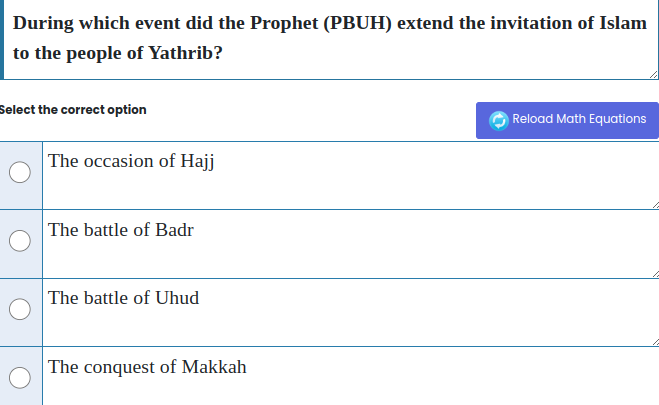 During which event did the Prophet (PBUH) extend the invitation of Islam
to the people of Yathrib?
Select the correct option
Reload Math Equations
The occasion of Hajj
The battle of Badr
The battle of Uhud
The conquest of Makkah